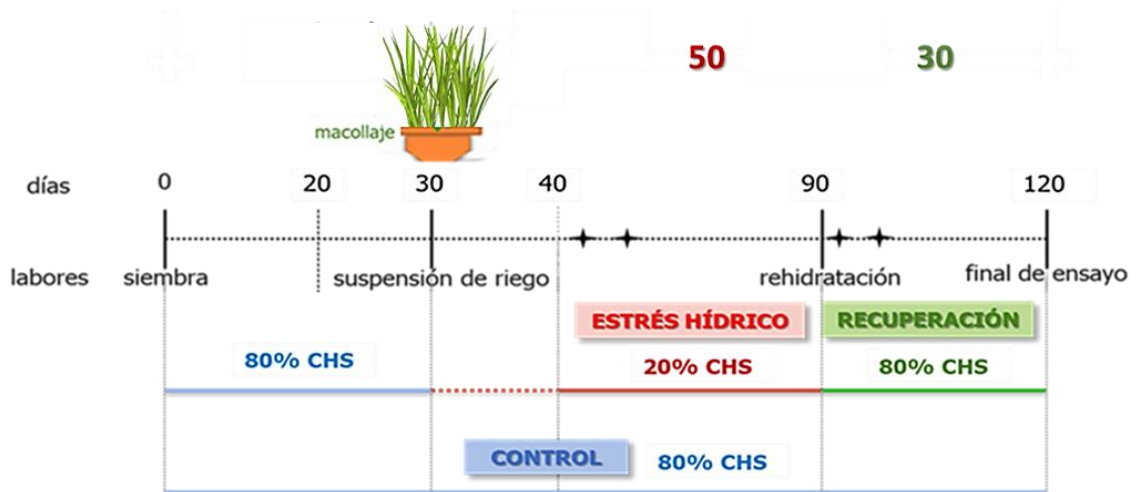 50 30
macollaje
días 0 20 30 40 90 120
labores siembra suspensión de riego rehidratación final de ensayo
ESTRÉS HÍDRICO RECUPERACIÓN
80% CHS 20% CHS 80% CHS
CONTROL 80% CHS